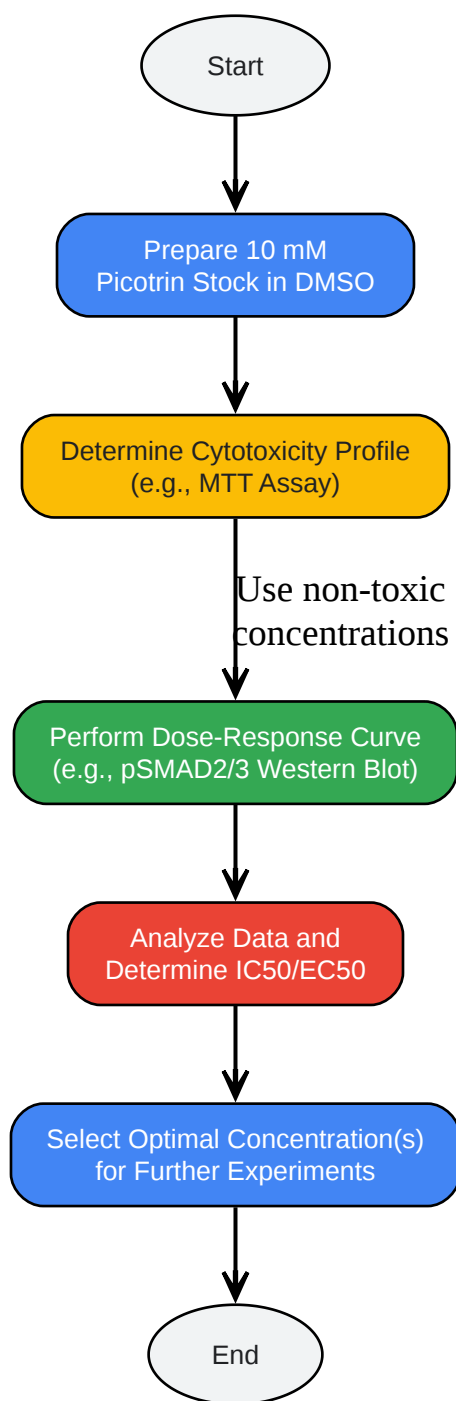 Start
Prepare 10 mM
Picotrin Stock in DMSO
Determine Cytotoxicity Profile
(e.g., MTT Assay)
Use non-toxic
concentrations
Perform Dose-Response Curve
(e.g., pSMAD2/3 Western Blot)
Analyze Data and
Determine IC50/EC50
Select Optimal Concentration(s)
for Further Experiments
End